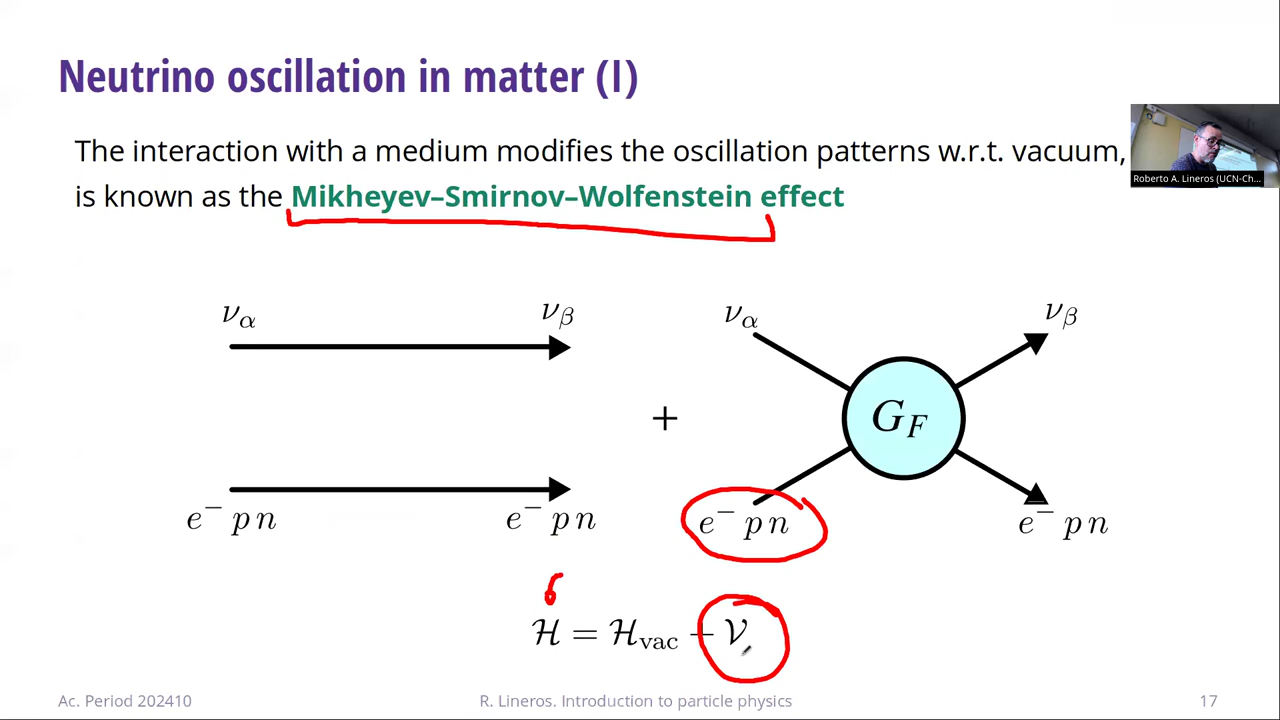 Neutrino oscillation in matter (I)
The interaction with a medium modifies the oscillation patterns w.r.t. vacuum,
is known as the Mikheyev–Smirnov–Wolfenstein effect
Roberto A. Lineros (UCN-Ch...
ν_α ν_β ν_α ν_β
+ G_F
e⁻ p n e⁻ p n e⁻ p n e⁻ p n
ℋ = ℋ_vac + 𝒱
Ac. Period 202410 R. Lineros. Introduction to particle physics 17